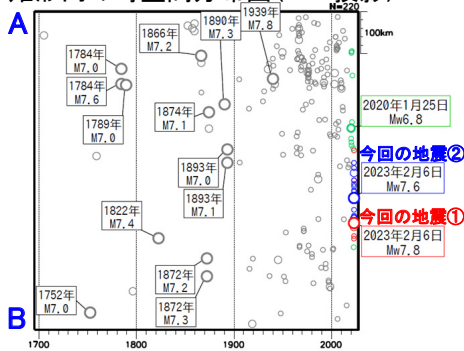 N=220
A
100km
1939年
M7.8
1890年
M7.3
1866年
M7.2
1784年
M7.0
1784年
M7.6
1789年
M7.0
1874年
M7.1
1893年
M7.0
1893年
M7.1
1822年
M7.4
1872年
M7.2
1872年
M7.3
1752年
M7.0
2020年1月25日
Mw6.8
今回の地震②
2023年2月6日
Mw7.6
今回の地震①
2023年2月6日
Mw7.8
B
1700
1800
1900
2000